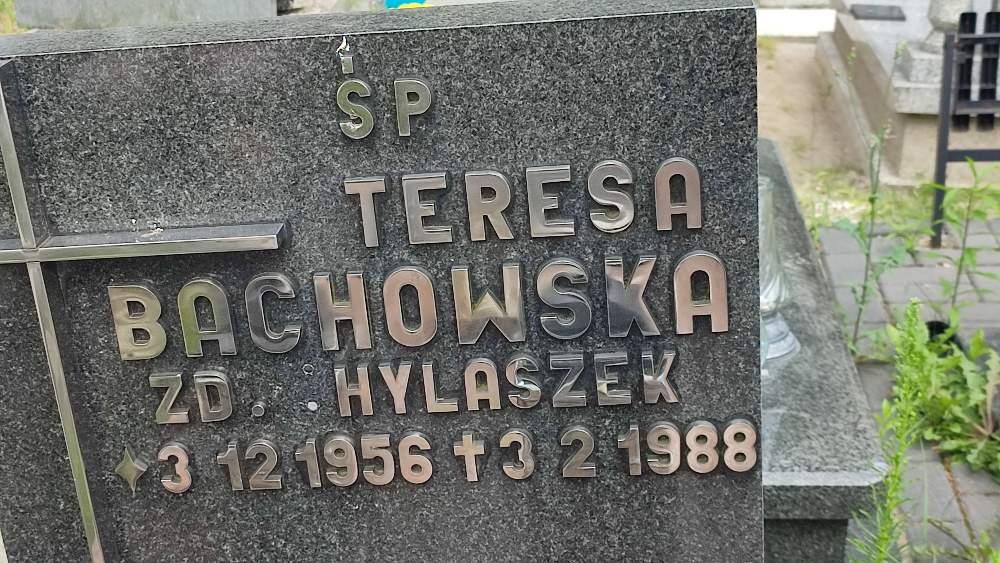 ŚP
TERESA
BACHOWSKA
ZD. HYLASZEK
3 12 1956 ✝ 3 2 1988